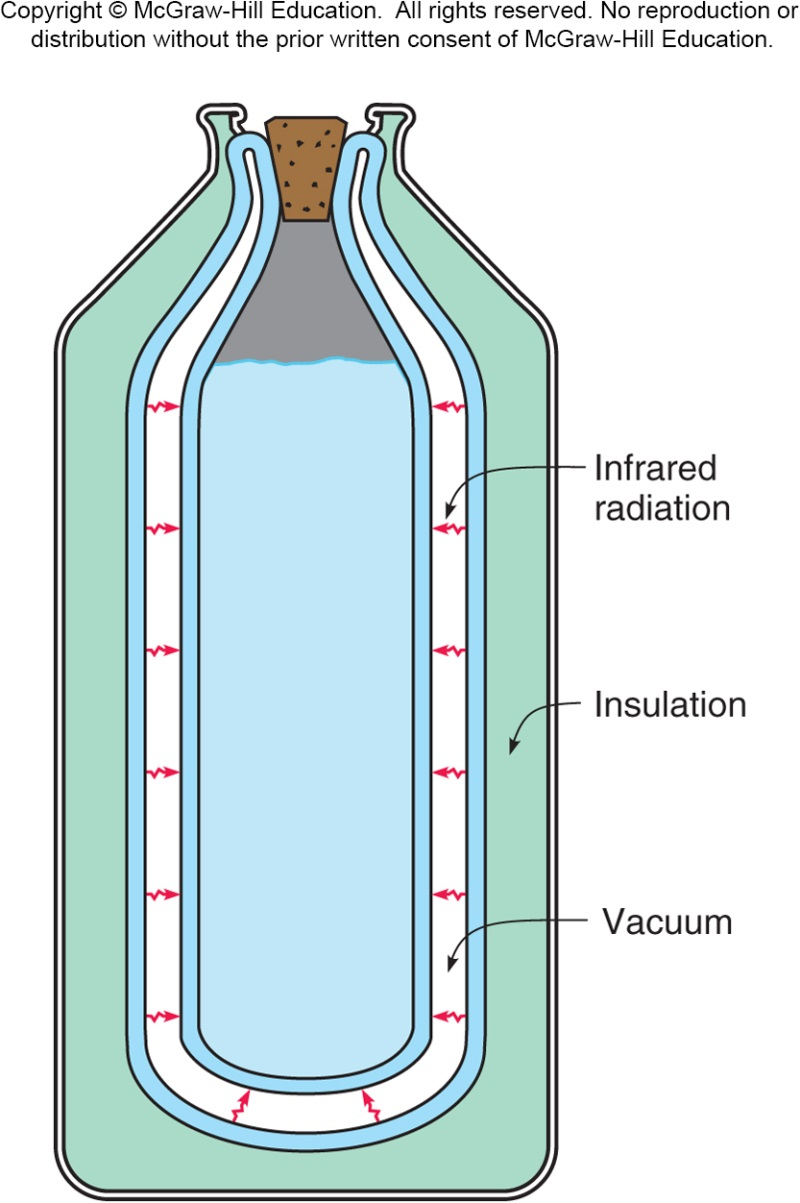 Copyright © McGraw-Hill Education. All rights reserved. No reproduction or
distribution without the prior written consent of McGraw-Hill Education.
Infrared
radiation
Insulation
Vacuum